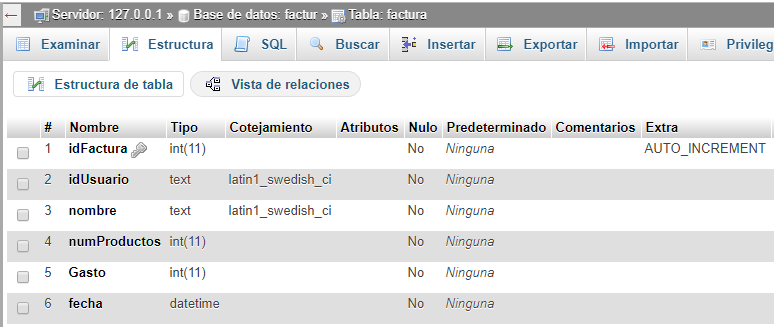 Servidor: 127.0.0.1 » Base de datos: factur » Tabla: factura
Examinar Estructura SQL Buscar Insertar Exportar Importar Privileg
Estructura de tabla Vista de relaciones
# Nombre Tipo Cotejamiento Atributos Nulo Predeterminado Comentarios Extra
1 idFactura int(11) No Ninguna AUTO_INCREMENT
2 idUsuario text latin1_swedish_ci No Ninguna
3 nombre text latin1_swedish_ci No Ninguna
4 numProductos int(11) No Ninguna
5 Gasto int(11) No Ninguna
6 fecha datetime No Ninguna